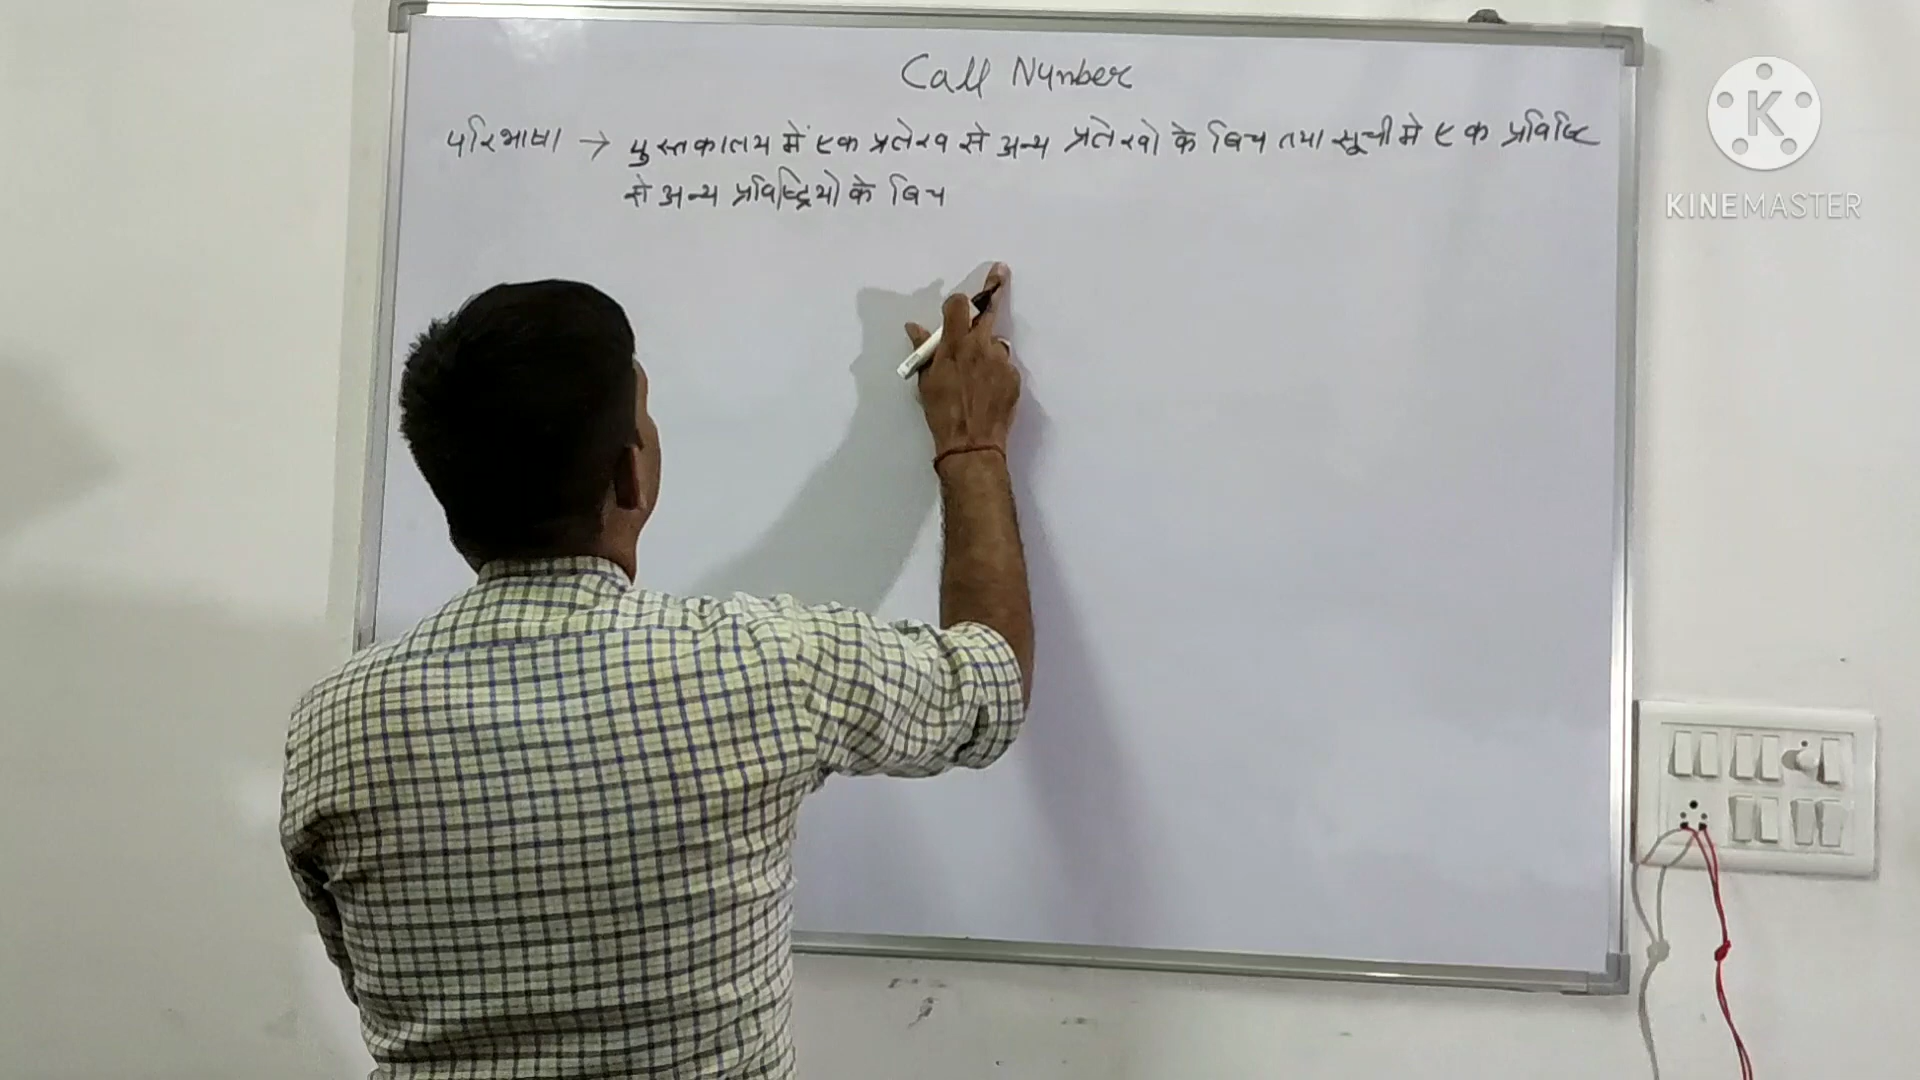 Call Number
परिभाषा → पुस्तकालय में एक प्रलेख से अन्य प्रलेखो के बिच तथा सूची मे एक प्रविष्टि
से अन्य प्रविष्ट्रियो के बिच
K
KINEMASTER